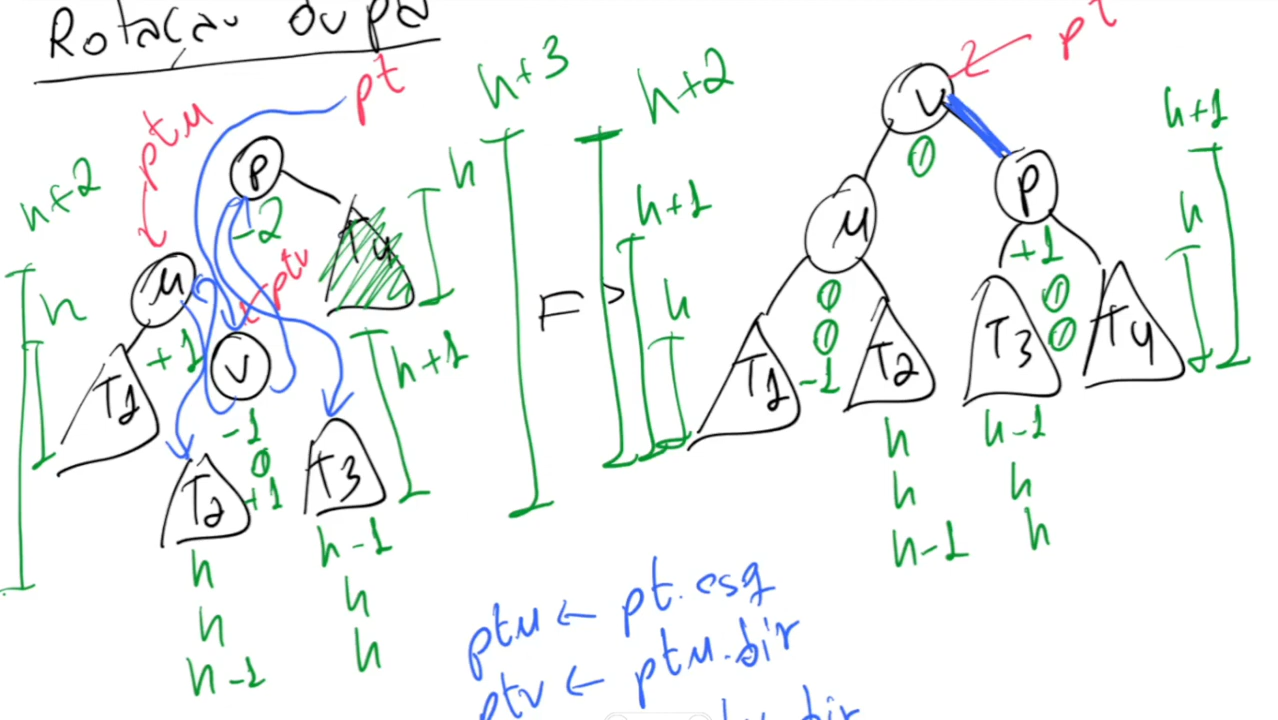 Rotação dupla
pt
h+3
h+2
pt
ptu
p
-2
h
h+2
u
ptv
T4
h
+1
v
h+1
T1
-1
0
+1
T2
T3
h
h-1
h
h
h-1
h
F>
v
0
h+1
p
h+1
u
+1
h
h
0
0
0
0
-1
T1
T2
T3
T4
h
h-1
h
h
h-1
h
ptu ← pt.esq
ptv ← ptu.dir
.dir